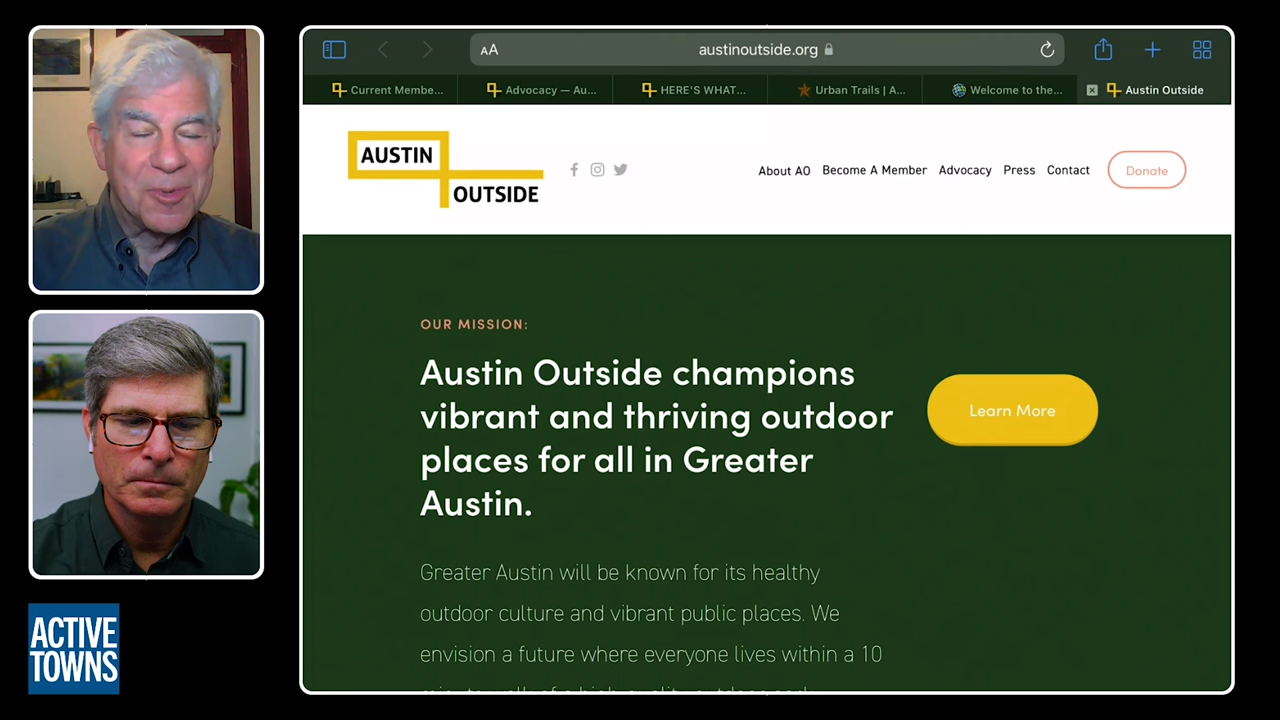 AA
austinoutside.org
Current Membe...
Advocacy — Au...
HERE'S WHAT...
Urban Trails | A...
Welcome to the...
Austin Outside
AUSTIN
OUTSIDE
About AO
Become A Member
Advocacy
Press
Contact
Donate
OUR MISSION:
Austin Outside champions
vibrant and thriving outdoor
places for all in Greater
Austin.
Learn More
Greater Austin will be known for its healthy
outdoor culture and vibrant public places. We
envision a future where everyone lives within a 10
ACTIVE
TOWNS